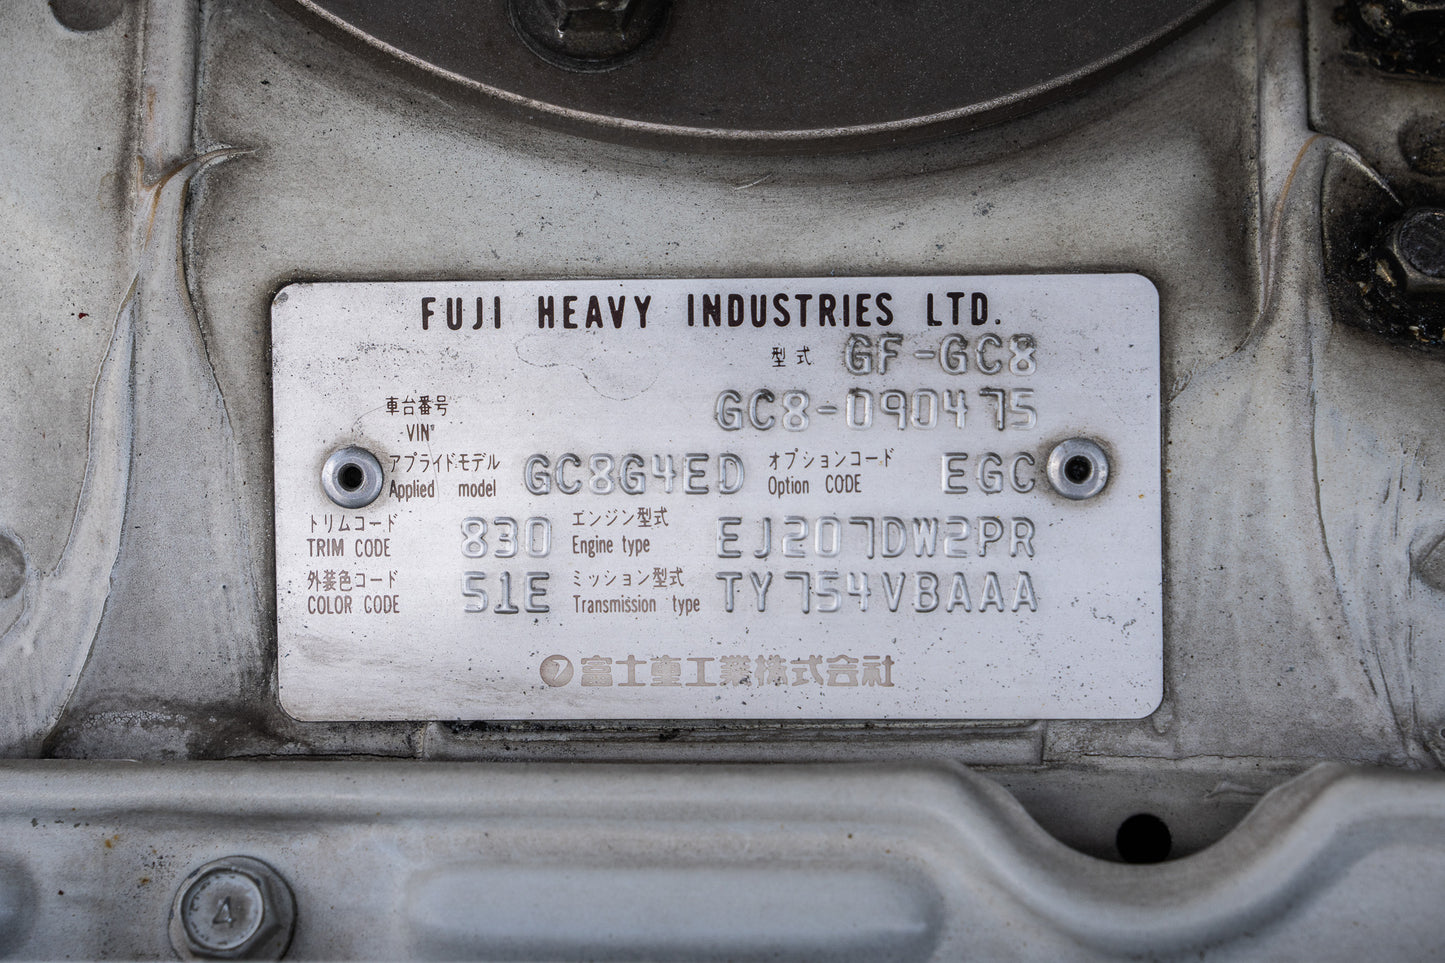 FUJI HEAVY INDUSTRIES LTD.
型式 GF-GC8
車台番号 GC8-090475
VINº
アプライドモデル GC8G4ED オプションコード EGC
Applied model Option CODE
トリムコード 830 エンジン型式 EJ207DW2PR
TRIM CODE Engine type
外装色コード 51E ミッション型式 TY754VBAAA
COLOR CODE Transmission type
富士重工業株式会社
4